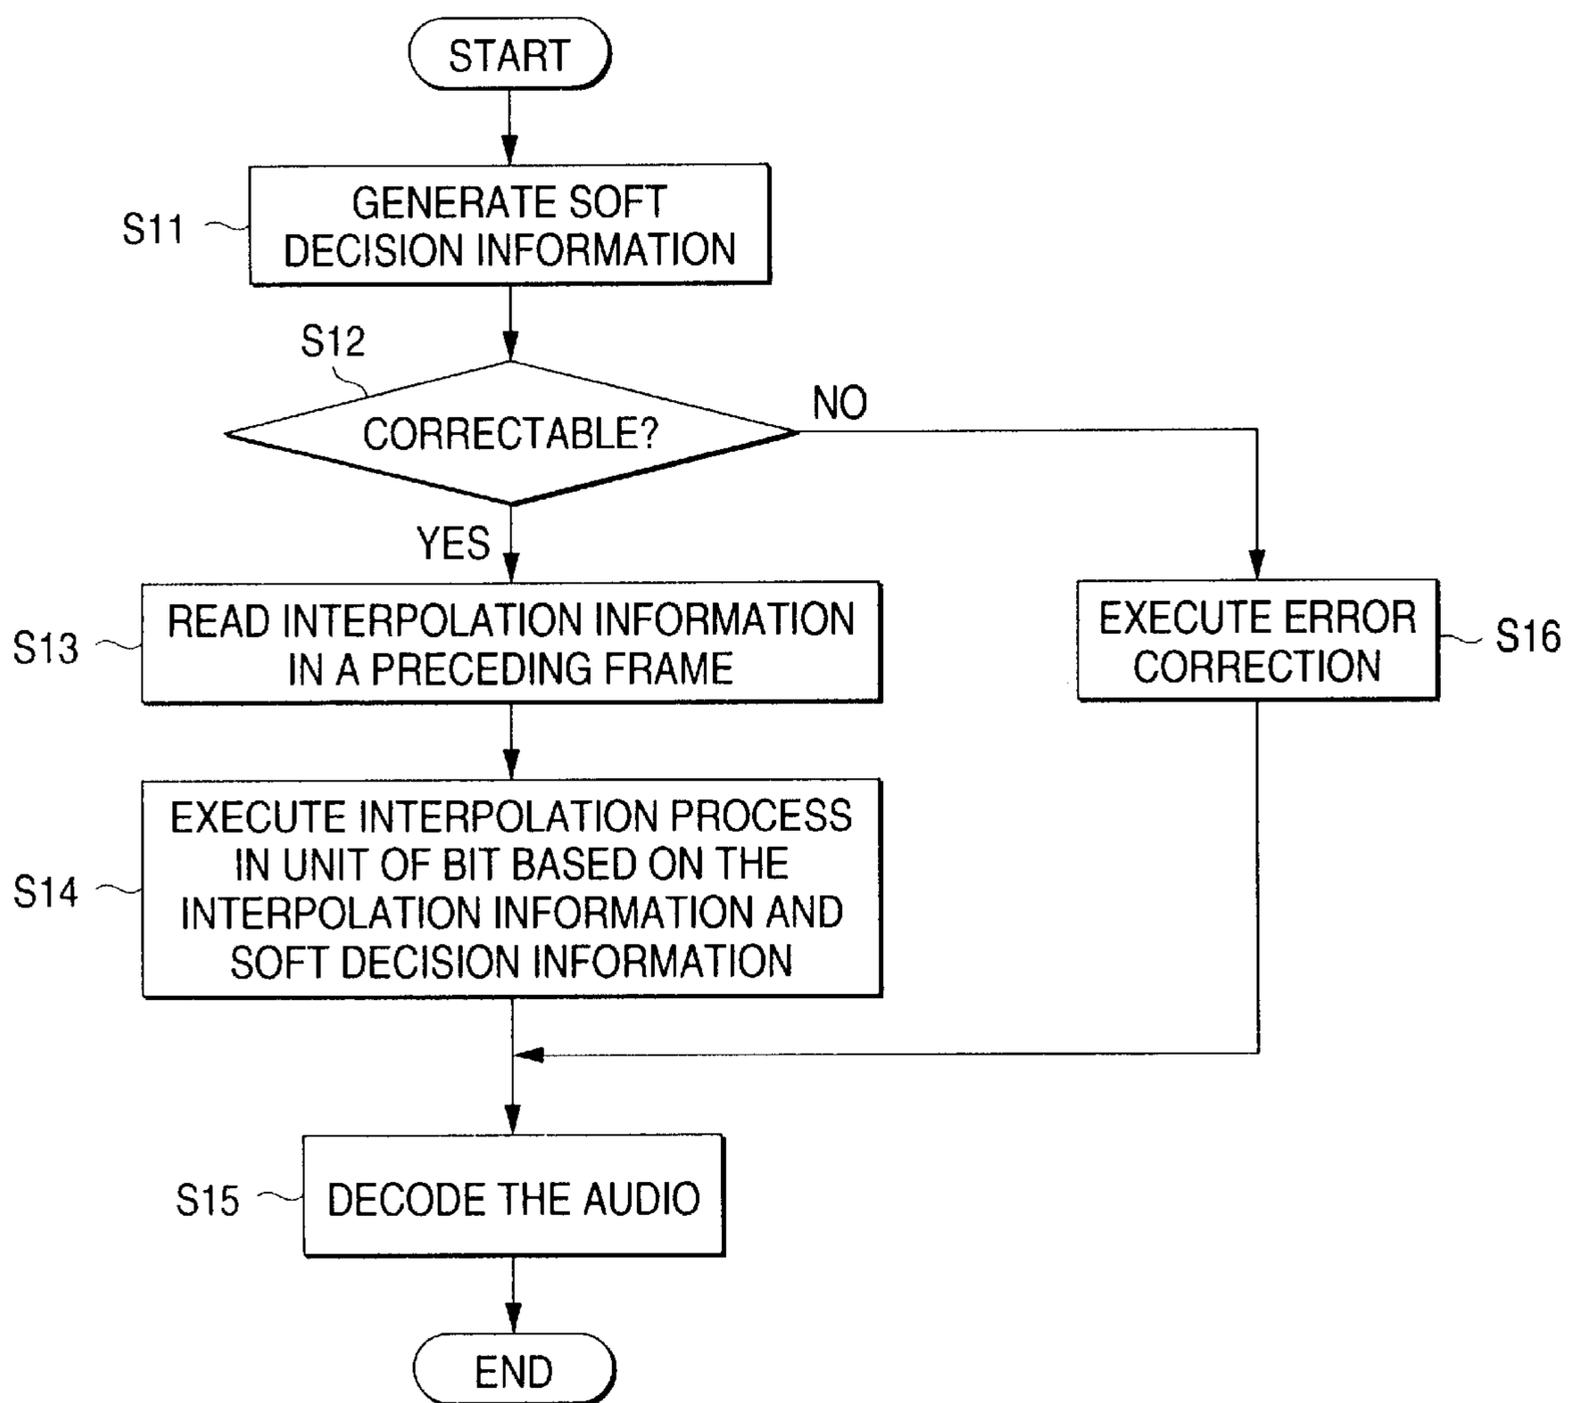 START
S11
GENERATE SOFT
DECISION INFORMATION
S12
CORRECTABLE?
NO
YES
S13
READ INTERPOLATION INFORMATION
IN A PRECEDING FRAME
EXECUTE ERROR
CORRECTION
S16
S14
EXECUTE INTERPOLATION PROCESS
IN UNIT OF BIT BASED ON THE
INTERPOLATION INFORMATION AND
SOFT DECISION INFORMATION
S15
DECODE THE AUDIO
END